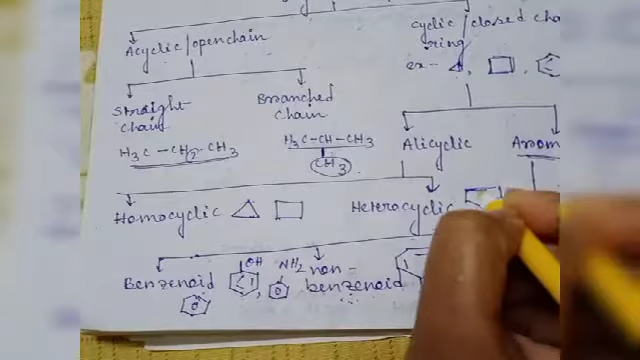 cyclic/closed cha
Acyclic/openchain
ring
ex-
Straight chain
Branched chain
H3C-CH2-CH3
H3C-CH-CH3
CH3
Alicyclic
Arom
Homocyclic
Heterocyclic
OH
NH2
Benzenoid
non-benzenoid